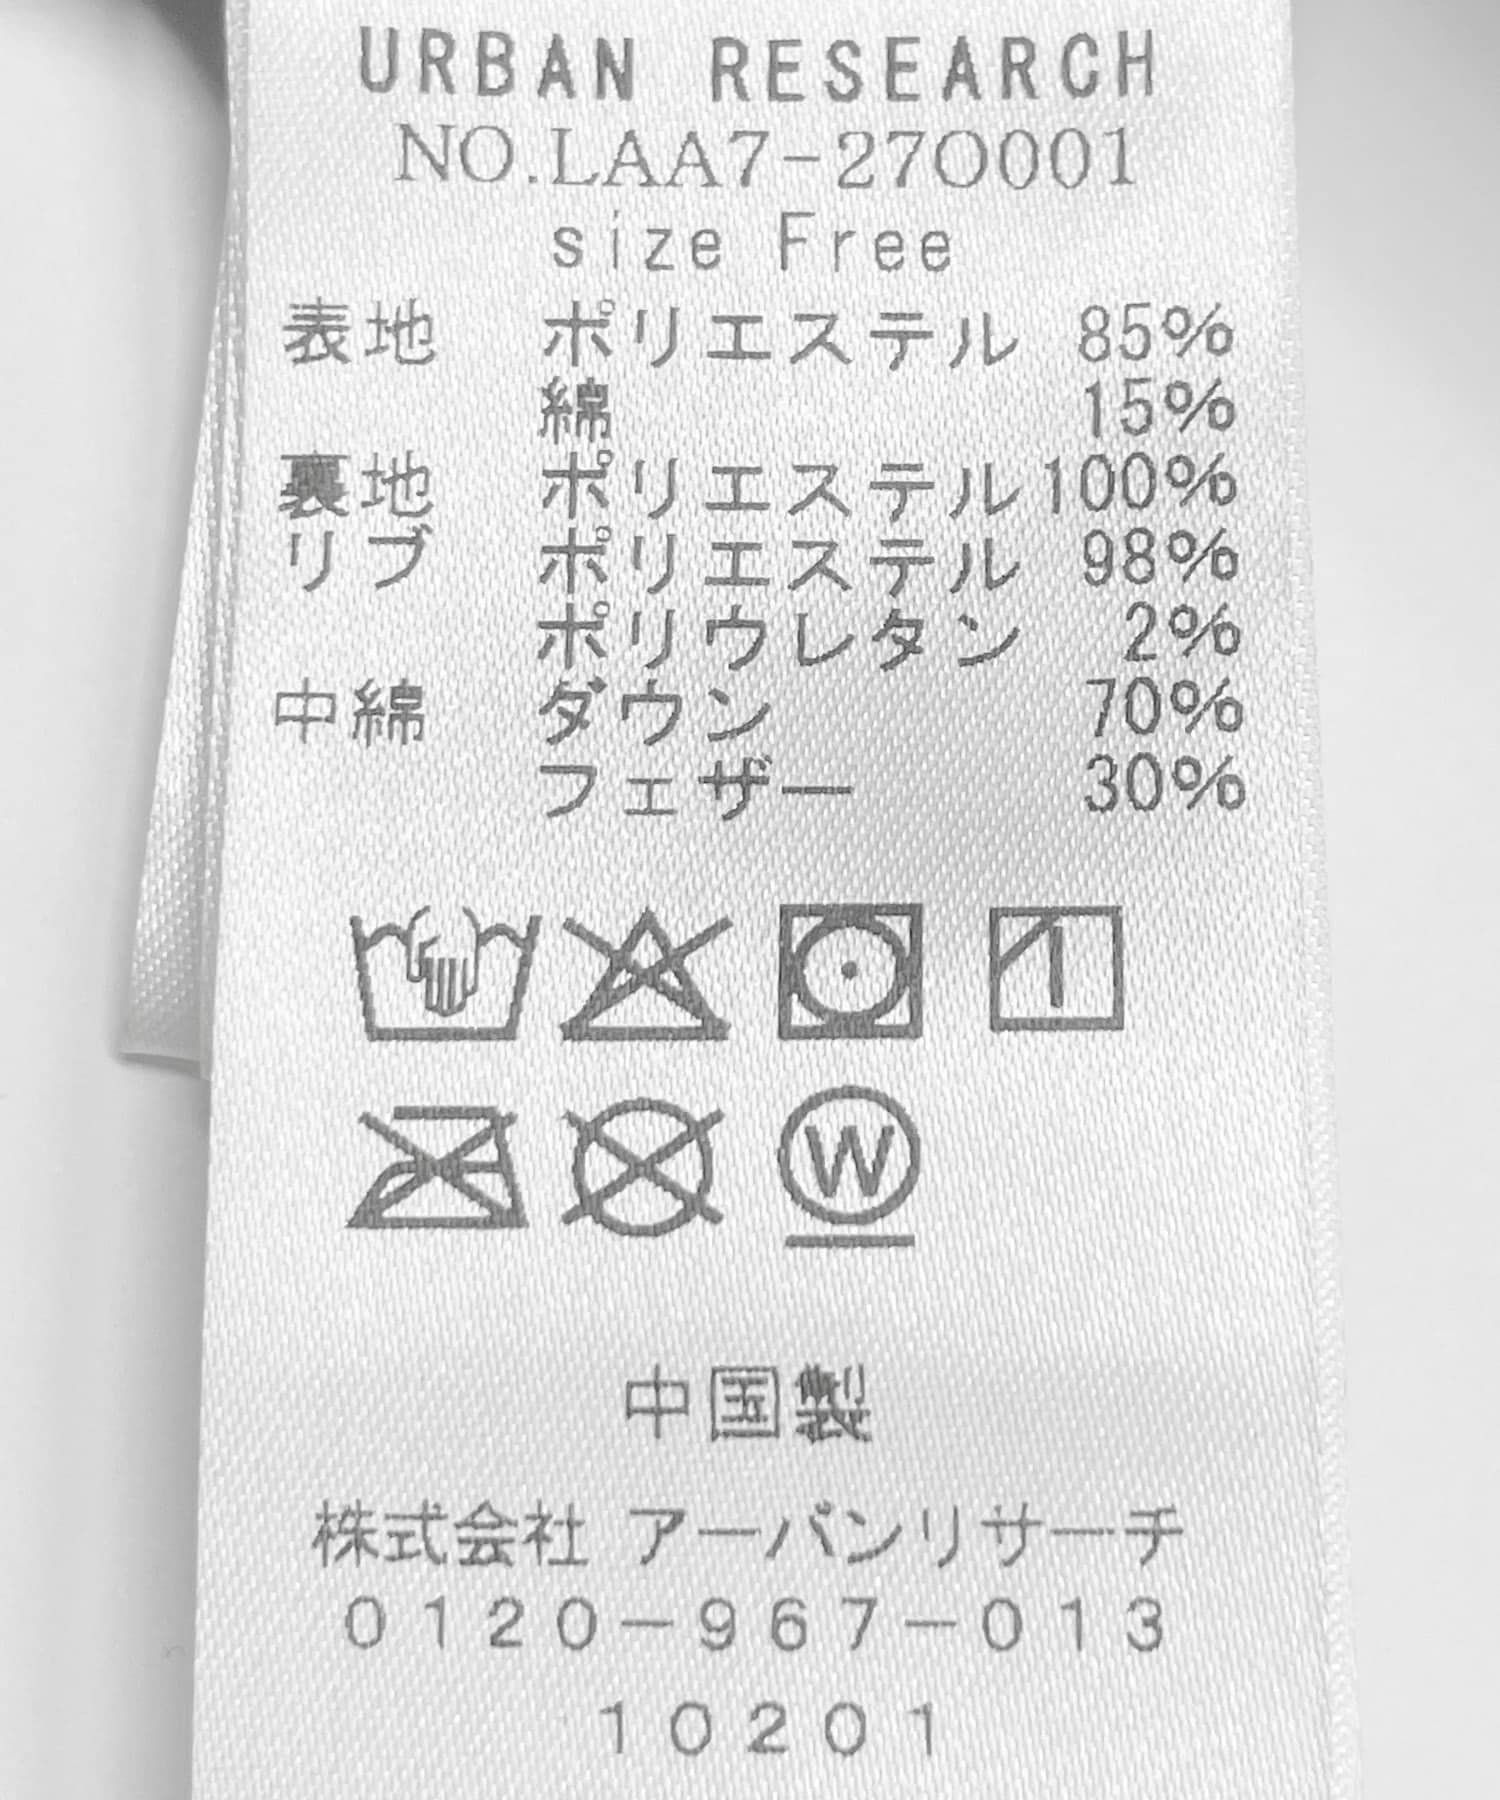 URBAN RESEARCH
NO.LAA7-270001
size Free
表地 ポリエステル 85%
綿 15%
裏地 ポリエステル 100%
リブ ポリエステル 98%
ポリウレタン 2%
中綿 ダウン 70%
フェザー 30%
W
中国製
株式会社 アーバンリサーチ
0120-967-013
10201